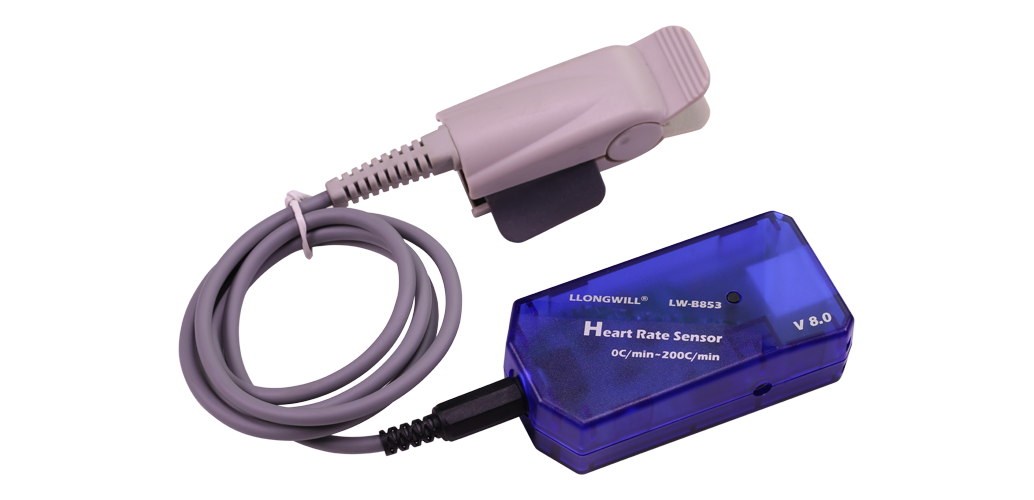 LLONGWILL® LW-B853
Heart Rate Sensor
0C/min~200C/min
V 8.0